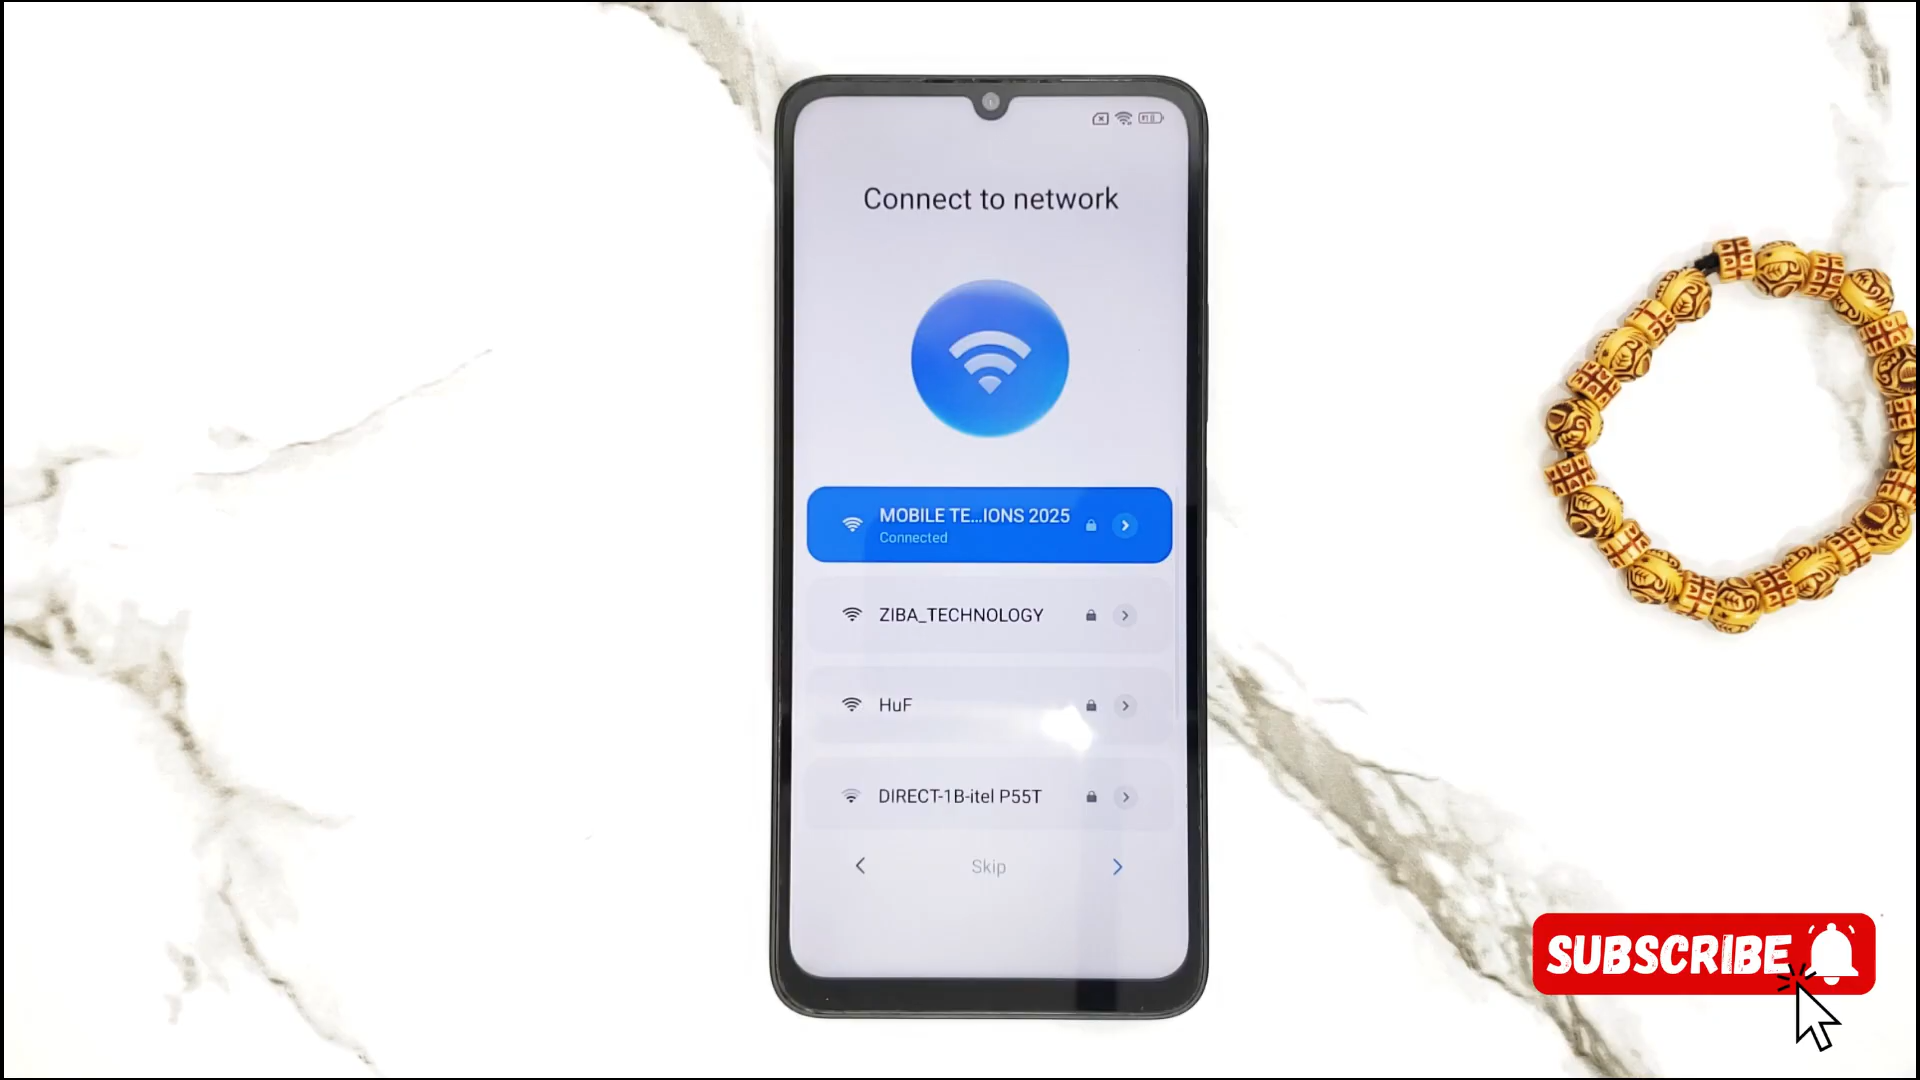 Connect to network
MOBILE TE...IONS 2025
Connected
ZIBA_TECHNOLOGY
HuF
DIRECT-1B-itel P55T
Skip
SUBSCRIBE